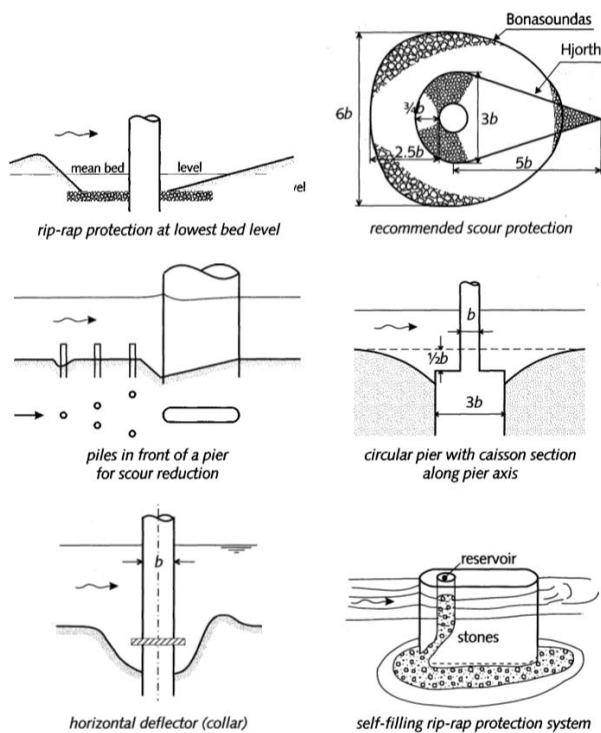 Bonasoundas
Hjorth
6b
¾b
3b
2.5b
5b
mean bed level
vel
rip-rap protection at lowest bed level
recommended scour protection
b
½b
3b
piles in front of a pier
for scour reduction
circular pier with caisson section
along pier axis
b
reservoir
stones
horizontal deflector (collar)
self-filling rip-rap protection system